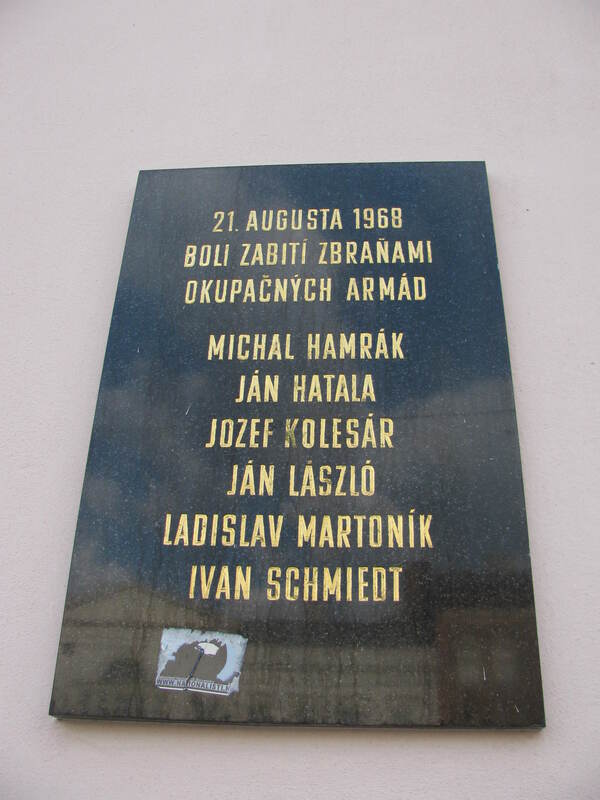 21. AUGUSTA 1968
BOLI ZABITÍ ZBRAŇAMI
OKUPAČNÝCH ARMÁD
MICHAL HAMRÁK
JÁN HATALA
JOZEF KOLESÁR
JÁN LÁSZLÓ
LADISLAV MARTONÍK
IVAN SCHMIEDT